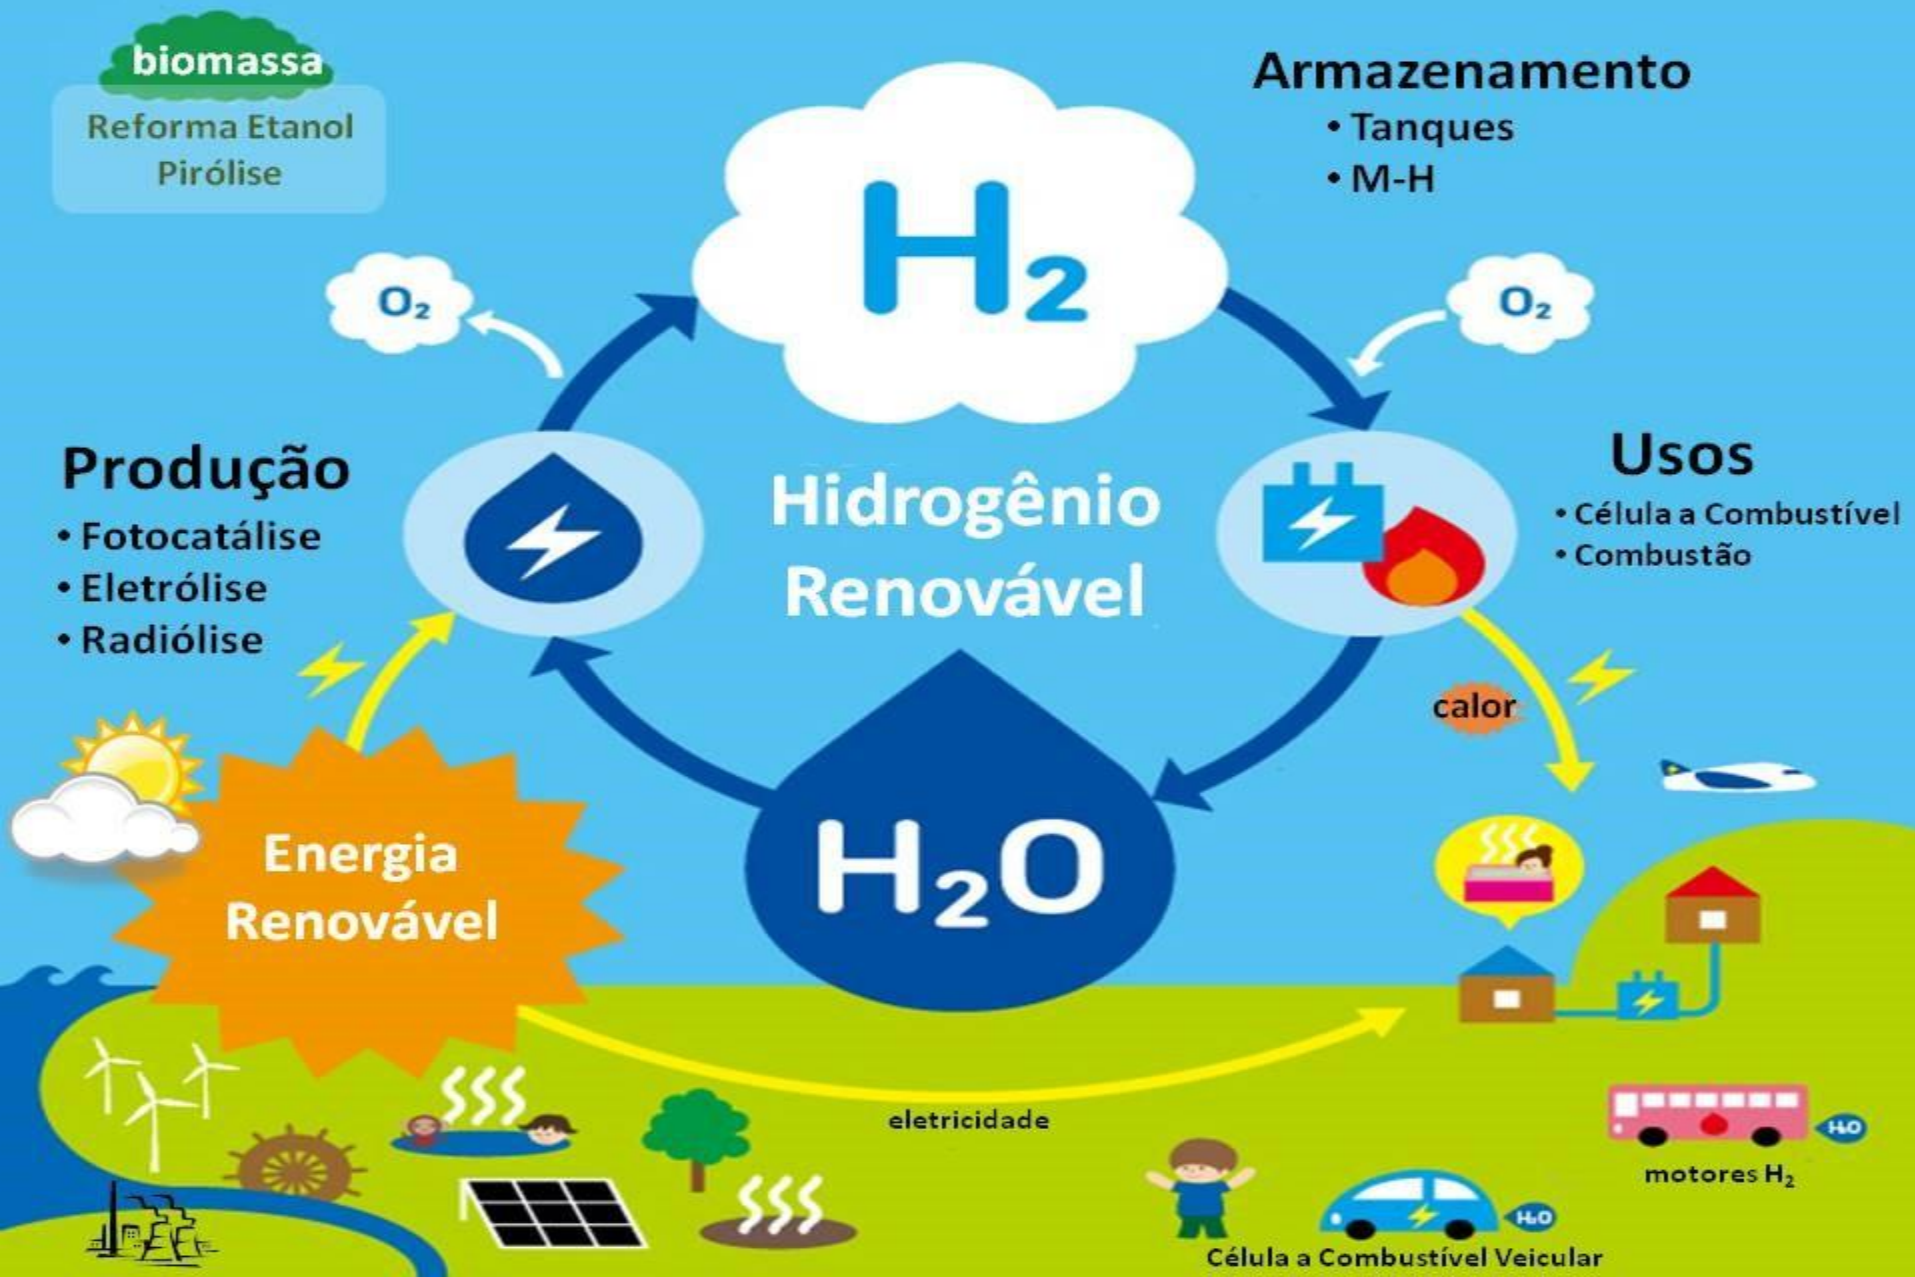 biomassa
Reforma Etanol
Pirólise
Armazenamento
• Tanques
• M-H
H₂
O₂
O₂
Produção
• Fotocatálise
• Eletrólise
• Radiólise
Hidrogênio
Renovável
Usos
• Célula a Combustível
• Combustão
calor
H₂O
Energia
Renovável
eletricidade
H₂O
motores H₂
H₂O
Célula a Combustível Veicular